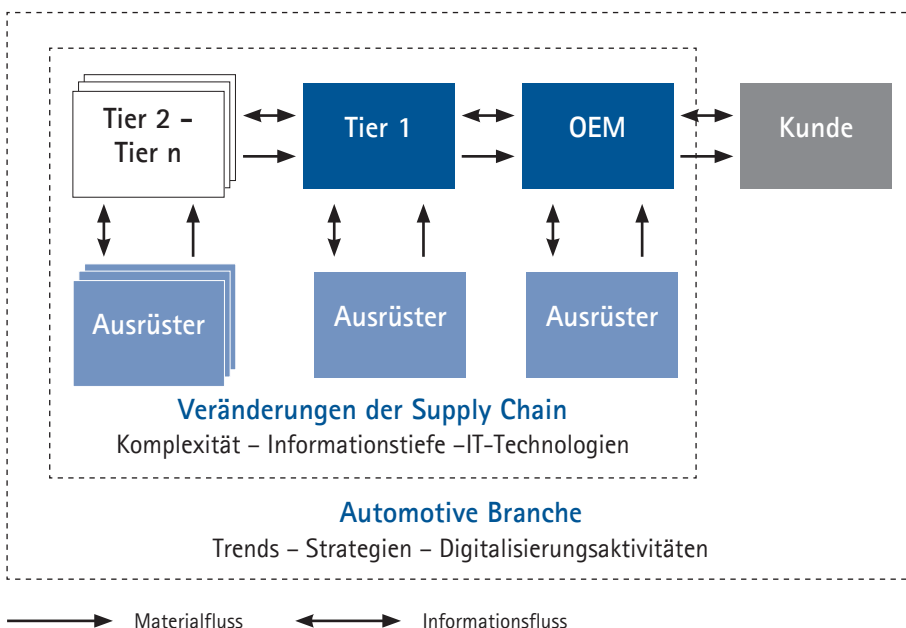 Tier 2 –
Tier n
Tier 1
OEM
Kunde
Ausrüster
Ausrüster
Ausrüster
Veränderungen der Supply Chain
Komplexität – Informationstiefe –IT-Technologien
Automotive Branche
Trends – Strategien – Digitalisierungsaktivitäten
Materialfluss
Informationsfluss